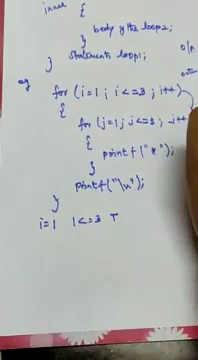 inner {
body of the loop2;
}
statements loop1; o/p
}
eg for (i=1; i<=3; i++)
{
for (j=1; j<=3; j++
{
printf("*");
}
printf("\n");
}
i=1 1<=3 T